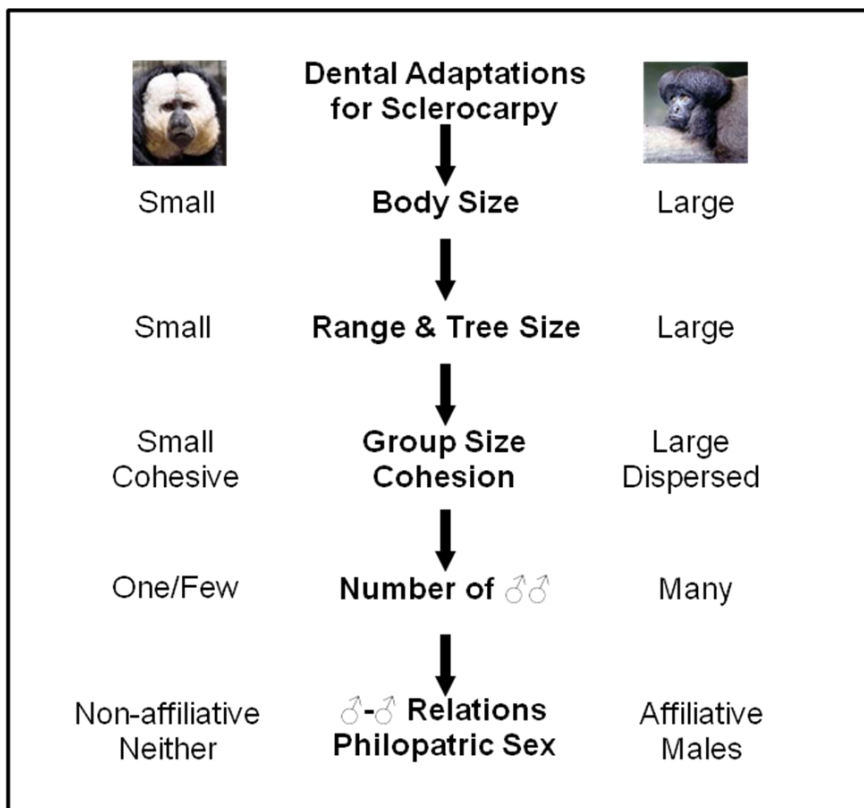 Dental Adaptations
for Sclerocarpy
Small Body Size Large
Small Range & Tree Size Large
Small Group Size Large
Cohesive Cohesion Dispersed
One/Few Number of ♂♂ Many
Non-affiliative ♂-♂ Relations Affiliative
Neither Philopatric Sex Males